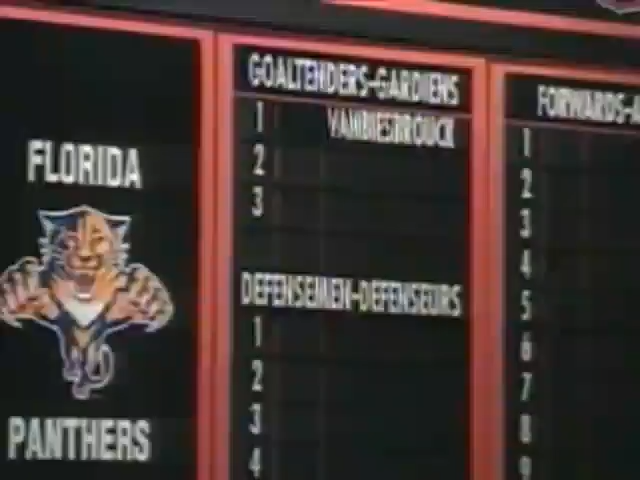 FLORIDA
PANTHERS
GOALTENDERS-GARDIENS
1 VANBIESBROUCK
2
3
DEFENSEMEN-DEFENSEURS
1
2
3
4
FORWARDS-A
1
2
3
4
5
6
7
8
9